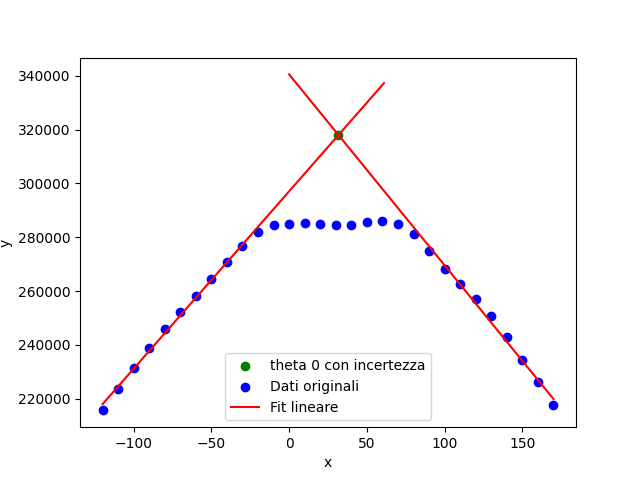 340000
320000
300000
280000
260000
240000
220000
y
theta 0 con incertezza
Dati originali
Fit lineare
−100
−50
0
50
100
150
x